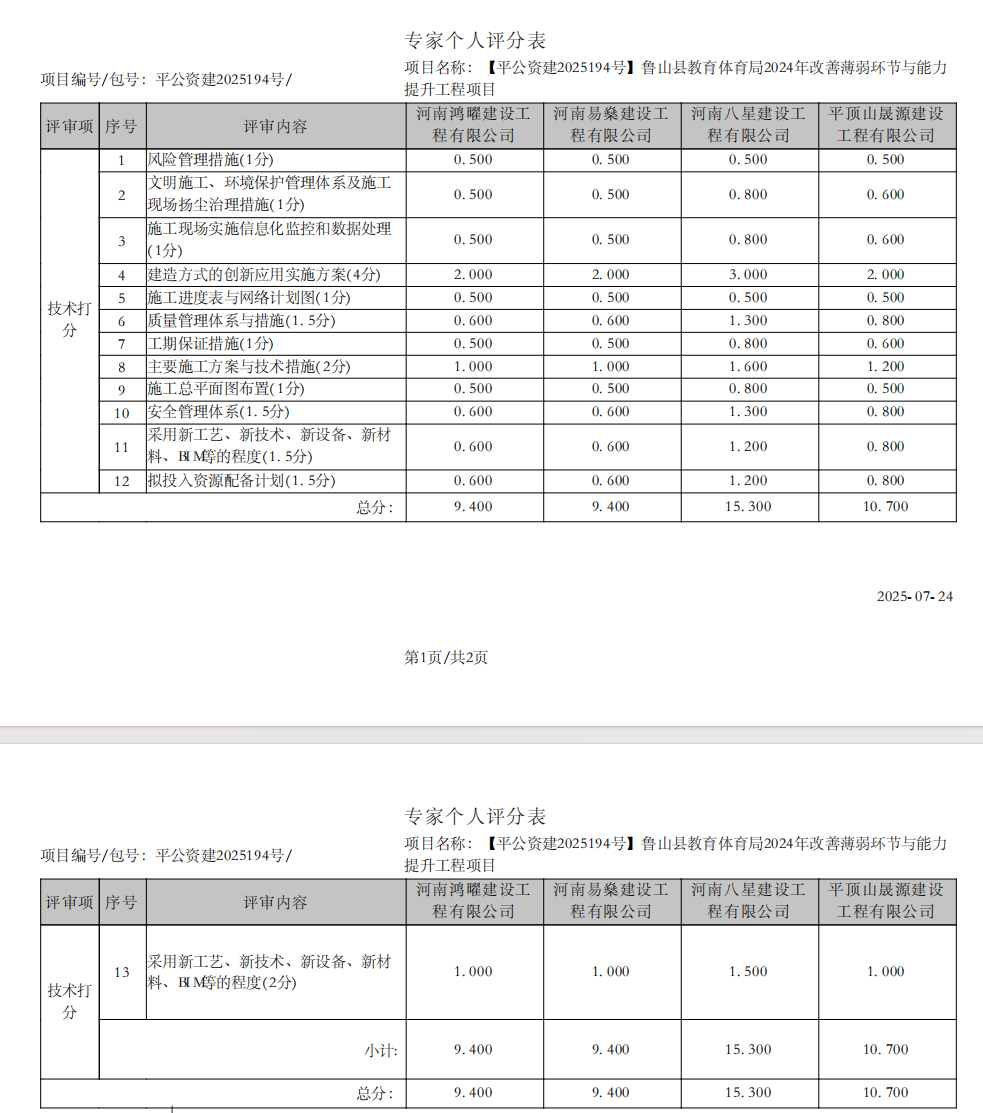 专家个人评分表
项目编号/包号：平公资建2025194号/
项目名称：【平公资建2025194号】鲁山县教育体育局2024年改善薄弱环节与能力
提升工程项目
评审项 序号 评审内容 河南鸿曜建设工程有限公司 河南易燊建设工程有限公司 河南八星建设工程有限公司 平顶山晟源建设工程有限公司
技术打分
1 风险管理措施(1分) 0.500 0.500 0.500 0.500
2 文明施工、环境保护管理体系及施工现场扬尘治理措施(1分) 0.500 0.500 0.800 0.600
3 施工现场实施信息化监控和数据处理(1分) 0.500 0.500 0.800 0.600
4 建造方式的创新应用实施方案(4分) 2.000 2.000 3.000 2.000
5 施工进度表与网络计划图(1分) 0.500 0.500 0.500 0.500
6 质量管理体系与措施(1.5分) 0.600 0.600 1.300 0.800
7 工期保证措施(1分) 0.500 0.500 0.800 0.600
8 主要施工方案与技术措施(2分) 1.000 1.000 1.600 1.200
9 施工总平面图布置(1分) 0.500 0.500 0.800 0.500
10 安全管理体系(1.5分) 0.600 0.600 1.300 0.800
11 采用新工艺、新技术、新设备、新材料、BIM等的程度(1.5分) 0.600 0.600 1.200 0.800
12 拟投入资源配备计划(1.5分) 0.600 0.600 1.200 0.800
总分： 9.400 9.400 15.300 10.700
2025-07-24
第1页/共2页
专家个人评分表
项目编号/包号：平公资建2025194号/
项目名称：【平公资建2025194号】鲁山县教育体育局2024年改善薄弱环节与能力
提升工程项目
评审项 序号 评审内容 河南鸿曜建设工程有限公司 河南易燊建设工程有限公司 河南八星建设工程有限公司 平顶山晟源建设工程有限公司
技术打分
13 采用新工艺、新技术、新设备、新材料、BIM等的程度(2分) 1.000 1.000 1.500 1.000
小计: 9.400 9.400 15.300 10.700
总分： 9.400 9.400 15.300 10.700